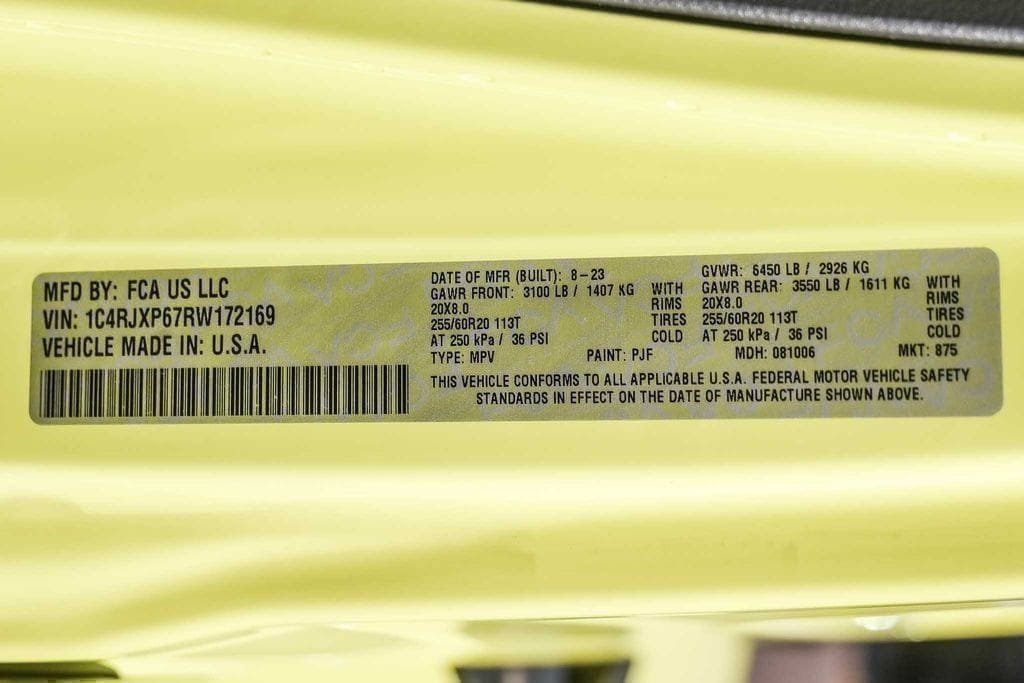 MFD BY: FCA US LLC
VIN: 1C4RJXP67RW172169
VEHICLE MADE IN: U.S.A.
DATE OF MFR (BUILT): 8-23
GAWR FRONT: 3100 LB / 1407 KG WITH
20X8.0 RIMS
255/60R20 113T TIRES
AT 250 kPa / 36 PSI COLD
TYPE: MPV PAINT: PJF
GVWR: 6450 LB / 2926 KG
GAWR REAR: 3550 LB / 1611 KG WITH
20X8.0 RIMS
255/60R20 113T TIRES
AT 250 kPa / 36 PSI COLD
MDH: 081006 MKT: 875
THIS VEHICLE CONFORMS TO ALL APPLICABLE U.S.A. FEDERAL MOTOR VEHICLE SAFETY
STANDARDS IN EFFECT ON THE DATE OF MANUFACTURE SHOWN ABOVE.